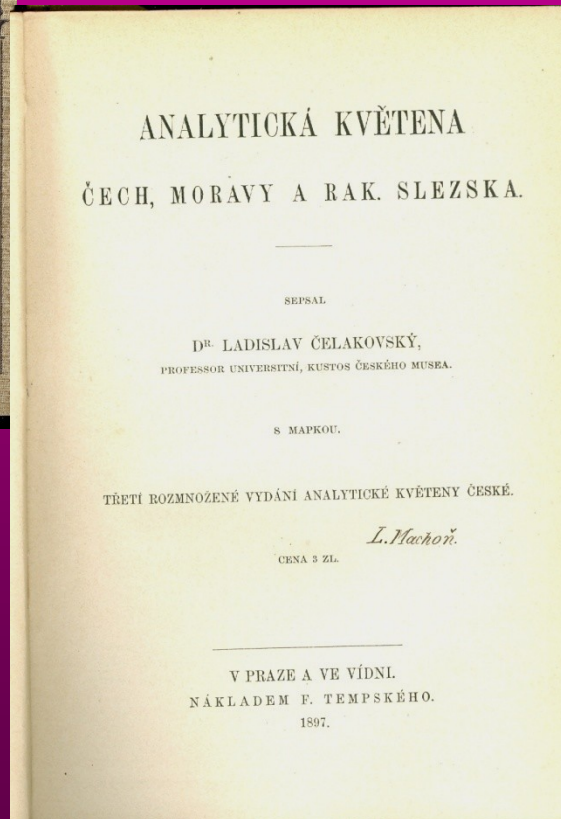 ANALYTICKÁ KVĚTENA
ČECH, MORAVY A RAK. SLEZSKA.
SEPSAL
DR. LADISLAV ČELAKOVSKÝ,
PROFESSOR UNIVERSITNÍ, KUSTOS ČESKÉHO MUSEA.
S MAPKOU.
TŘETÍ ROZMNOŽENÉ VYDÁNÍ ANALYTICKÉ KVĚTENY ČESKÉ.
L. Machoň.
CENA 3 ZL.
V PRAZE A VE VÍDNI.
NÁKLADEM F. TEMPSKÉHO.
1897.